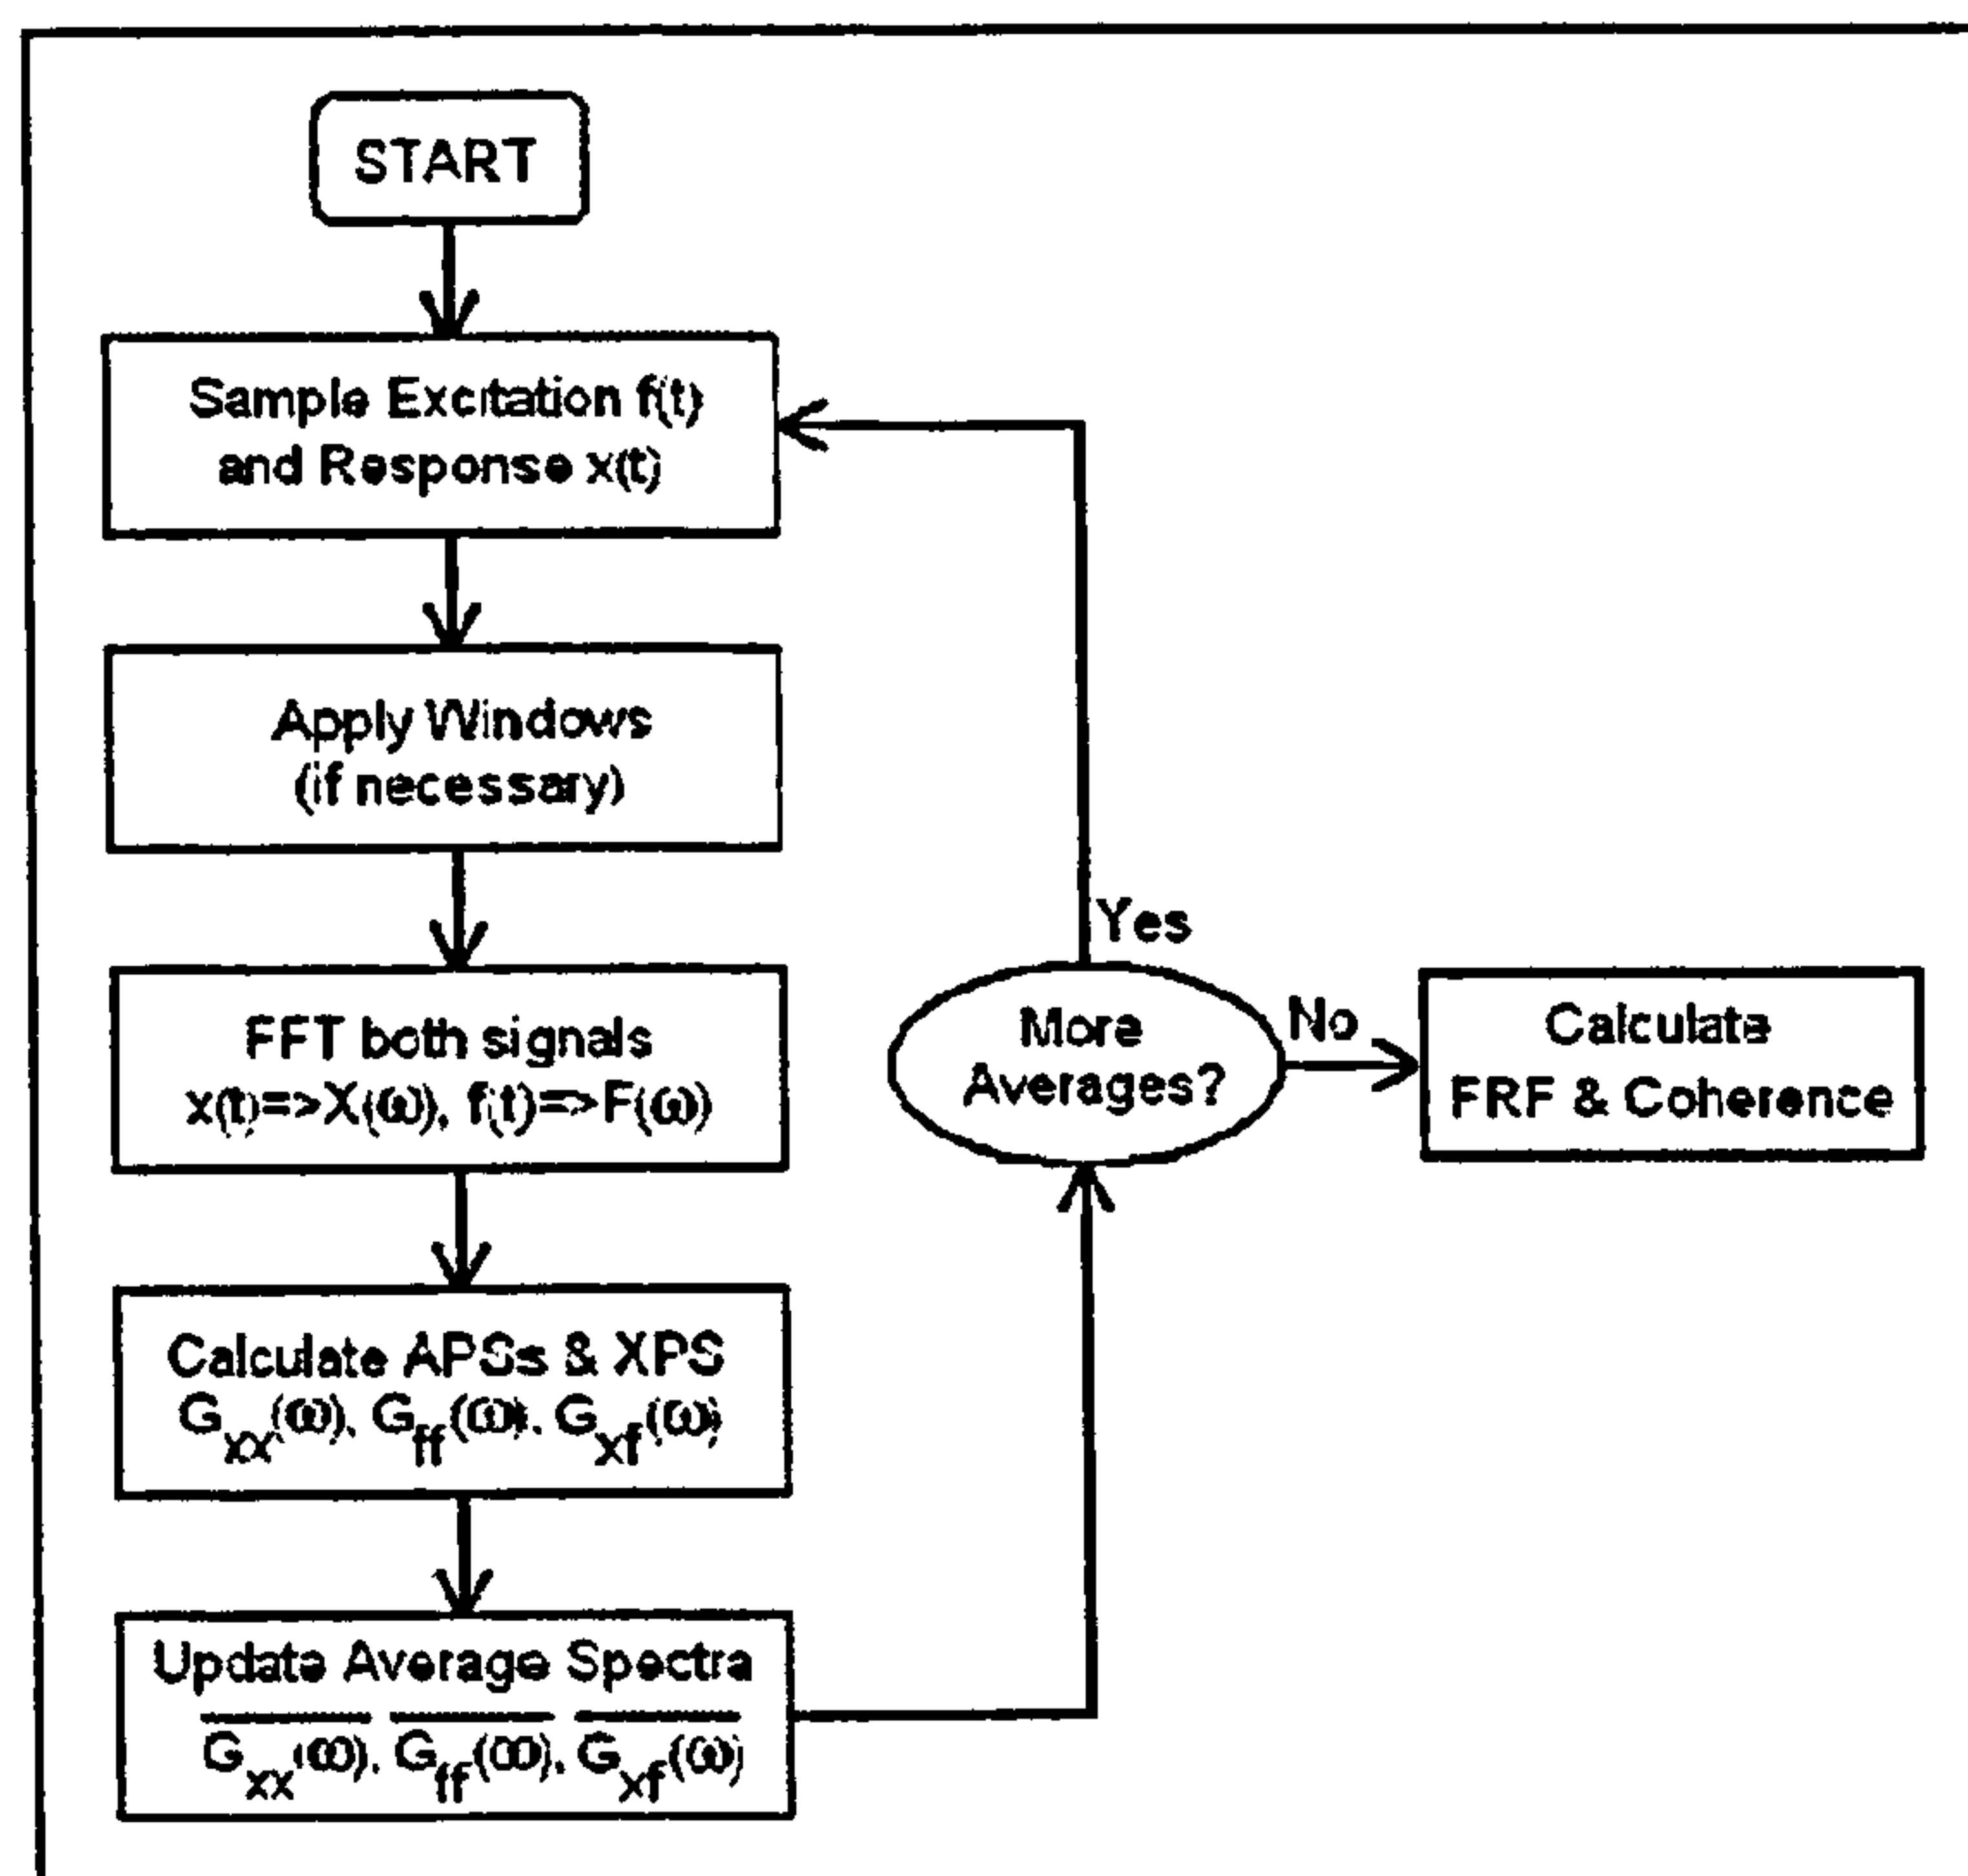 START
Sample Excitation f(t)
and Response x(t)
Apply Windows
(if necessary)
FFT both signals
x(t)=>X(ω), f(t)=>F(ω)
Calculate APSs & XPS
Gxx(ω), Gff(ω), Gxf(ω)
Update Average Spectra
Gxx(ω), Gff(ω), Gxf(ω)
More
Averages?
Yes
No
Calculate
FRF & Coherence